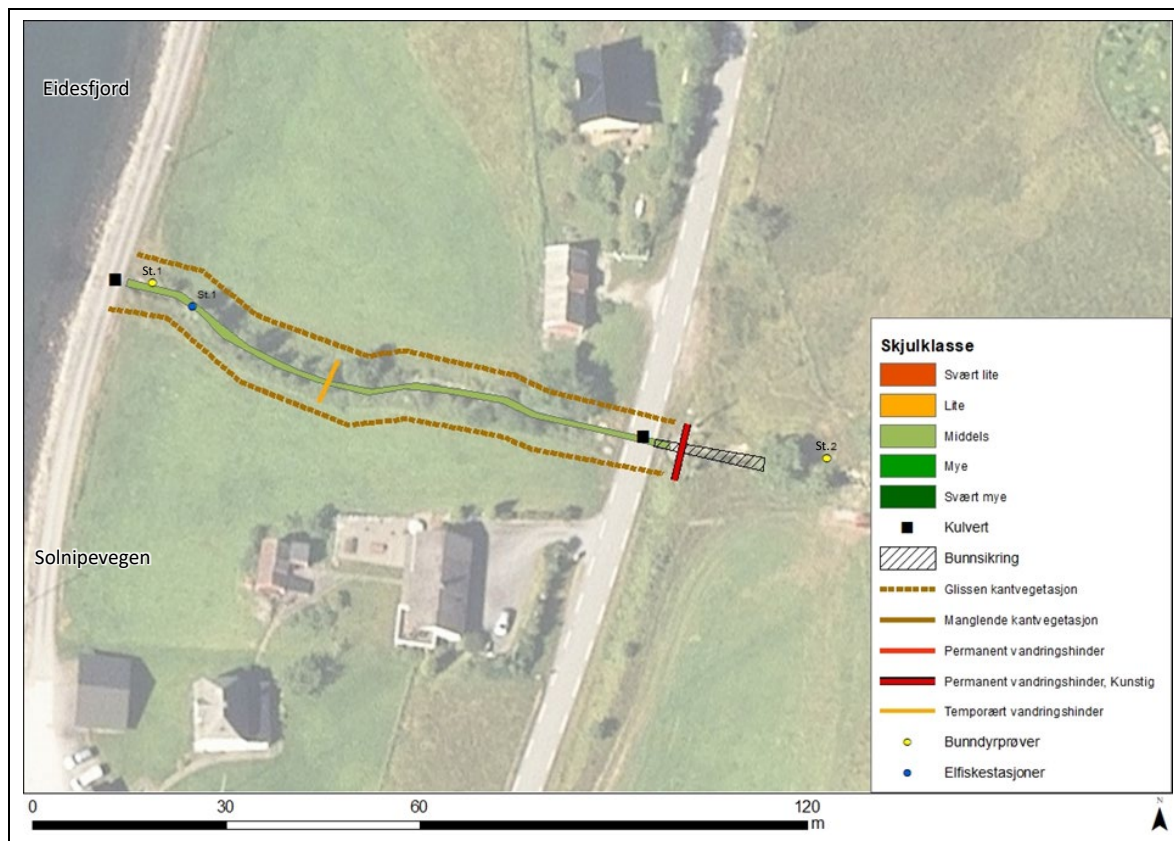 Eidesfjord
St.1
St.1
St.2
Solnipevegen
Skjulklasse
Svært lite
Lite
Middels
Mye
Svært mye
Kulvert
Bunnsikring
Glissen kantvegetasjon
Manglende kantvegetasjon
Permanent vandringshinder
Permanent vandringshinder, Kunstig
Temporært vandringshinder
Bunndyrprøver
Elfiskestasjoner
0 30 60 120
m
N